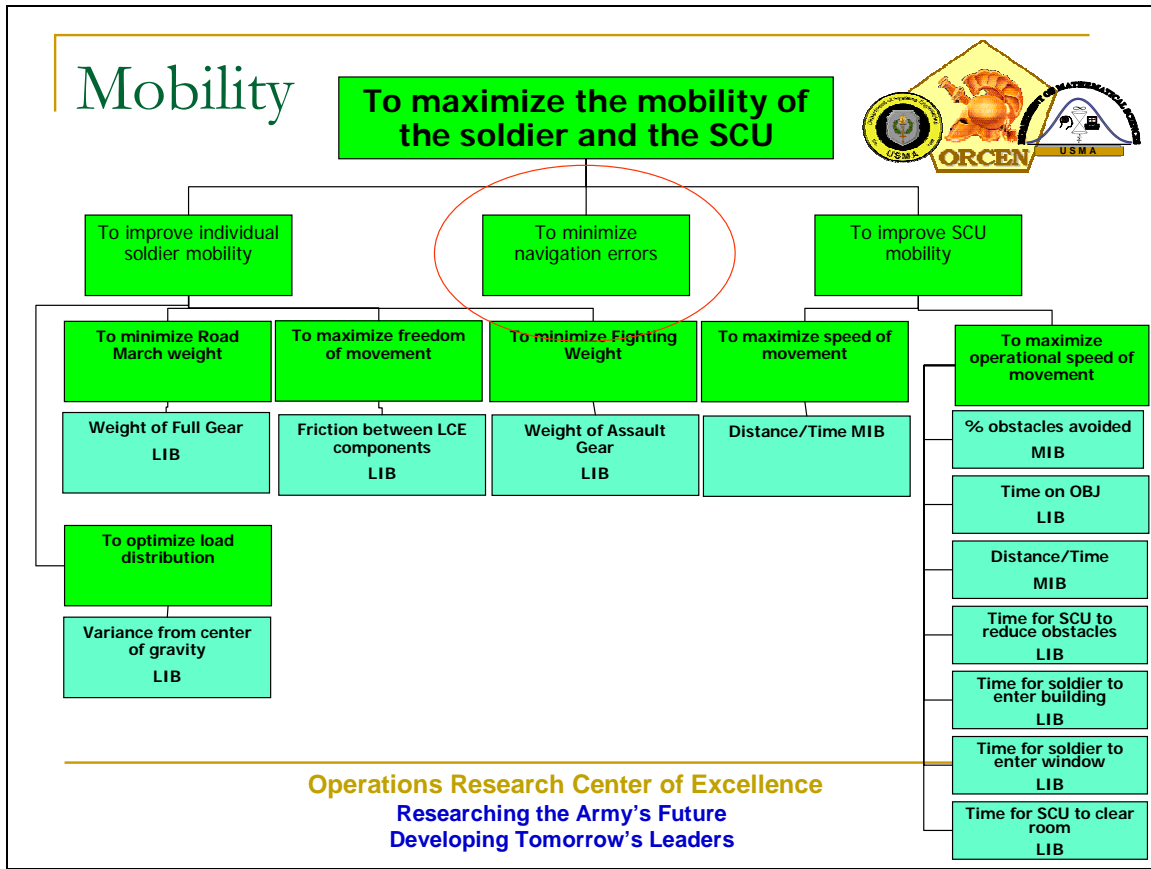 Mobility
To maximize the mobility of
the soldier and the SCU
USMA
ORCEN
DEPARTMENT OF MATHEMATICAL SCIENCES
USMA
To improve individual
soldier mobility
To minimize
navigation errors
To improve SCU
mobility
To minimize Road
March weight
To maximize freedom
of movement
To minimize Fighting
Weight
To maximize speed of
movement
To maximize
operational speed of
movement
Weight of Full Gear
LIB
Friction between LCE
components
LIB
Weight of Assault
Gear
LIB
Distance/Time MIB
% obstacles avoided
MIB
Time on OBJ
LIB
To optimize load
distribution
Distance/Time
MIB
Variance from center
of gravity
LIB
Time for SCU to
reduce obstacles
LIB
Time for soldier to
enter building
LIB
Time for soldier to
enter window
LIB
Time for SCU to clear
room
LIB
Operations Research Center of Excellence
Researching the Army's Future
Developing Tomorrow's Leaders